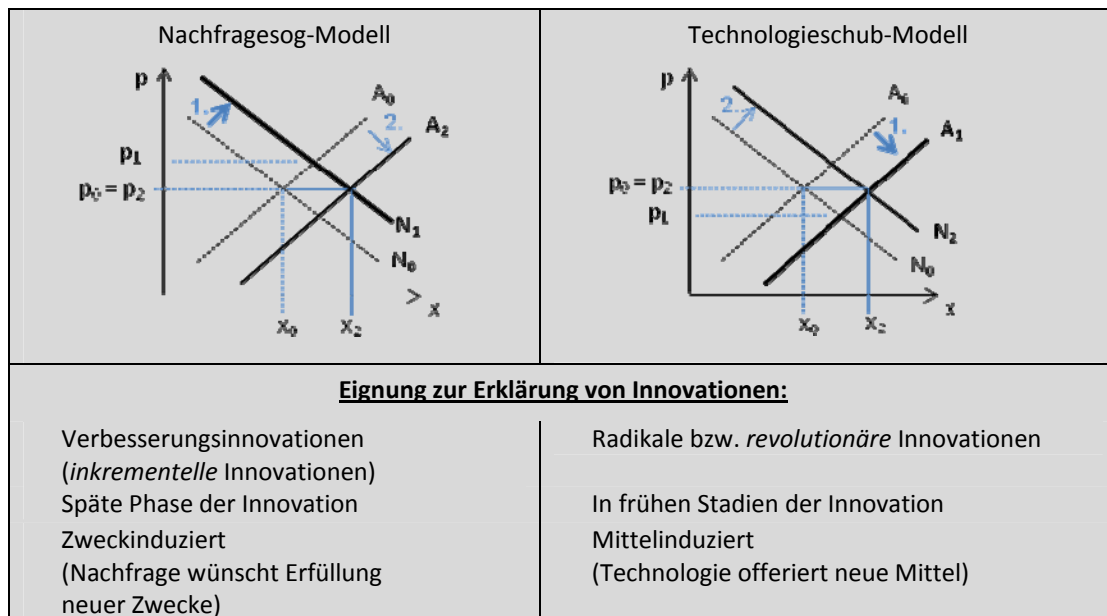 Nachfragesog-Modell
p
A₀
1.
2.
A₂
p₁
p₀ = p₂
N₁
N₀
x
x₀
x₂
Technologieschub-Modell
p
2.
A₀
1.
A₁
p₀ = p₂
p₁
N₂
N₀
x
x₀
x₂
Eignung zur Erklärung von Innovationen:
Verbesserungsinnovationen
(inkrementelle Innovationen)
Radikale bzw. revolutionäre Innovationen
Späte Phase der Innovation
In frühen Stadien der Innovation
Zweckinduziert
(Nachfrage wünscht Erfüllung
neuer Zwecke)
Mittelinduziert
(Technologie offeriert neue Mittel)